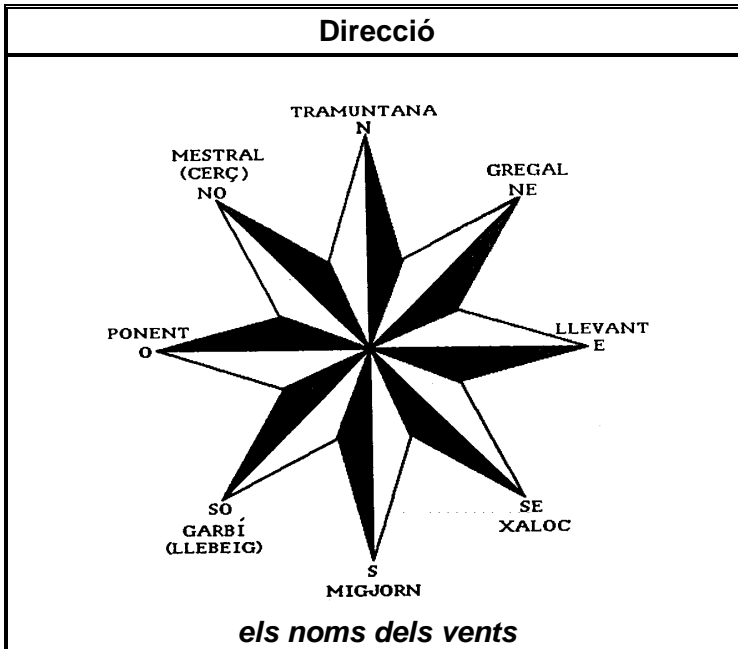 Direcció
TRAMUNTANA
N
MESTRAL
(CERÇ)
NO
GREGAL
NE
PONENT
O
LLEVANT
E
SO
GARBÍ
(LLEBEIG)
SE
XALOC
S
MIGJORN
els noms dels vents